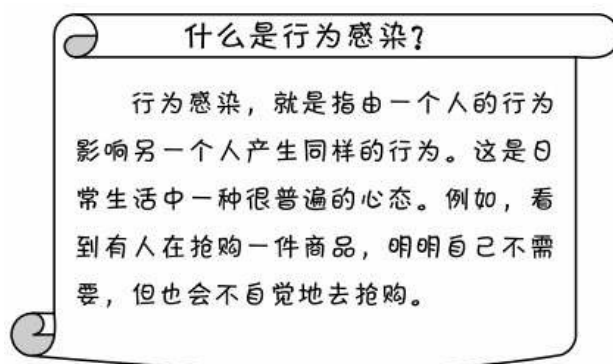 什么是行为感染？
行为感染，就是指由一个人的行为
影响另一个人产生同样的行为。这是日
常生活中一种很普遍的心态。例如，看
到有人在抢购一件商品，明明自己不需
要，但也会不自觉地去抢购。